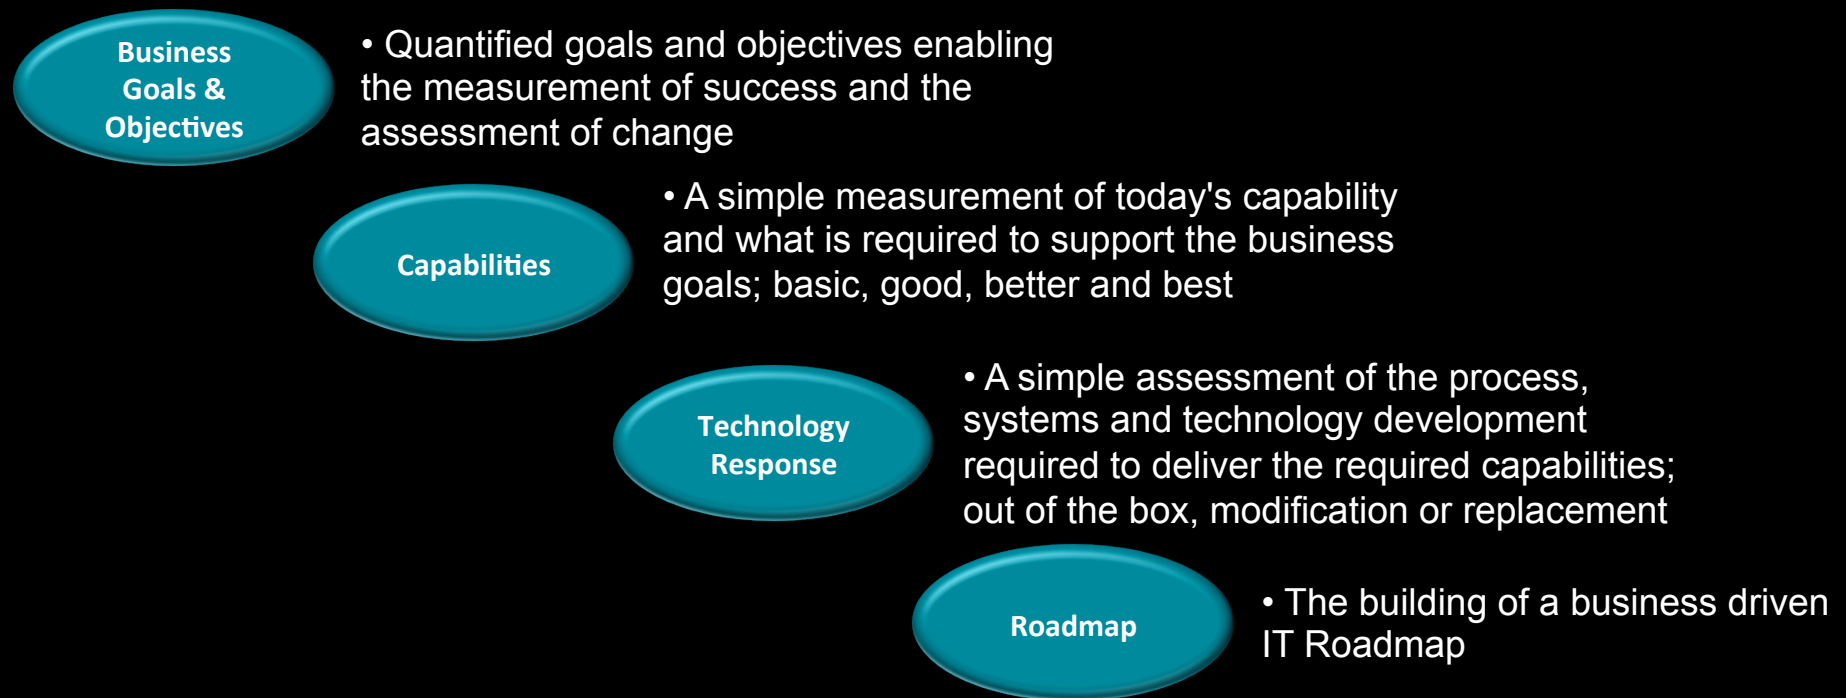 Business
Goals &
Objectives
• Quantified goals and objectives enabling
the measurement of success and the
assessment of change
Capabilities
• A simple measurement of today's capability
and what is required to support the business
goals; basic, good, better and best
Technology
Response
• A simple assessment of the process,
systems and technology development
required to deliver the required capabilities;
out of the box, modification or replacement
Roadmap
• The building of a business driven
IT Roadmap